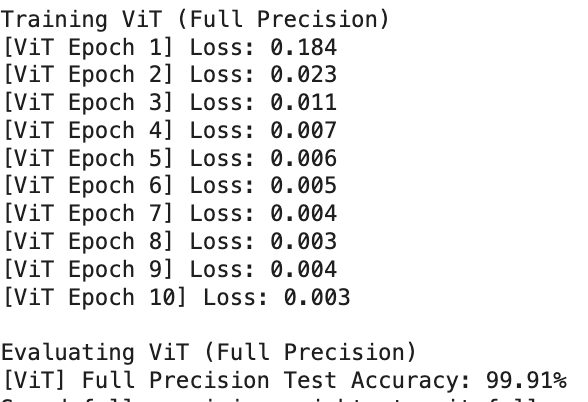 Training ViT (Full Precision)
[ViT Epoch 1] Loss: 0.184
[ViT Epoch 2] Loss: 0.023
[ViT Epoch 3] Loss: 0.011
[ViT Epoch 4] Loss: 0.007
[ViT Epoch 5] Loss: 0.006
[ViT Epoch 6] Loss: 0.005
[ViT Epoch 7] Loss: 0.004
[ViT Epoch 8] Loss: 0.003
[ViT Epoch 9] Loss: 0.004
[ViT Epoch 10] Loss: 0.003
Evaluating ViT (Full Precision)
[ViT] Full Precision Test Accuracy: 99.91%